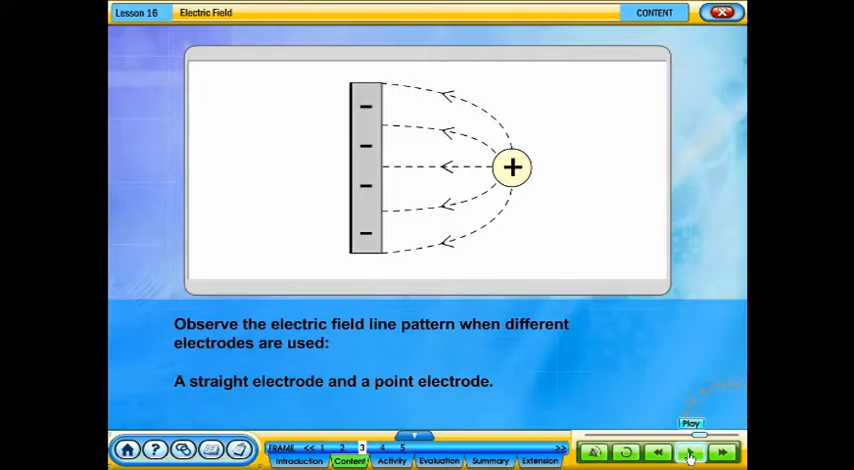 Lesson 16
Electric Field
CONTENT
Observe the electric field line pattern when different
electrodes are used:
A straight electrode and a point electrode.
Play
FRAME << 1 2 3 4 5 >>
Introduction Content Activity Evaluation Summary Extension